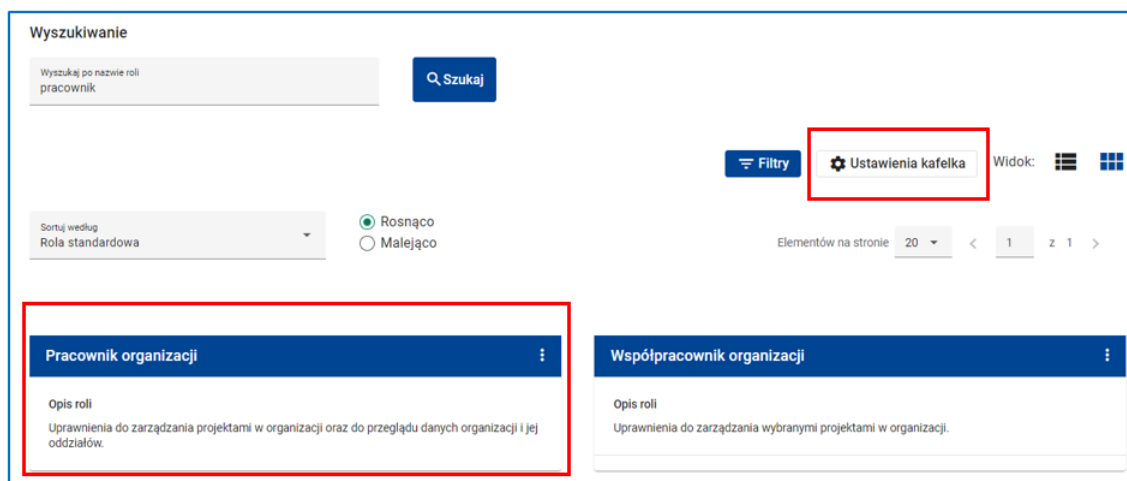 Wyszukiwanie
Wyszukaj po nazwie roli
pracownik
Szukaj
Filtry
Ustawienia kafelka
Widok:
Sortuj według
Rola standardowa
Rosnąco
Malejąco
Elementów na stronie 20 1 z 1
Pracownik organizacji
Opis roli
Uprawnienia do zarządzania projektami w organizacji oraz do przeglądu danych organizacji i jej
oddziałów.
Współpracownik organizacji
Opis roli
Uprawnienia do zarządzania wybranymi projektami w organizacji.